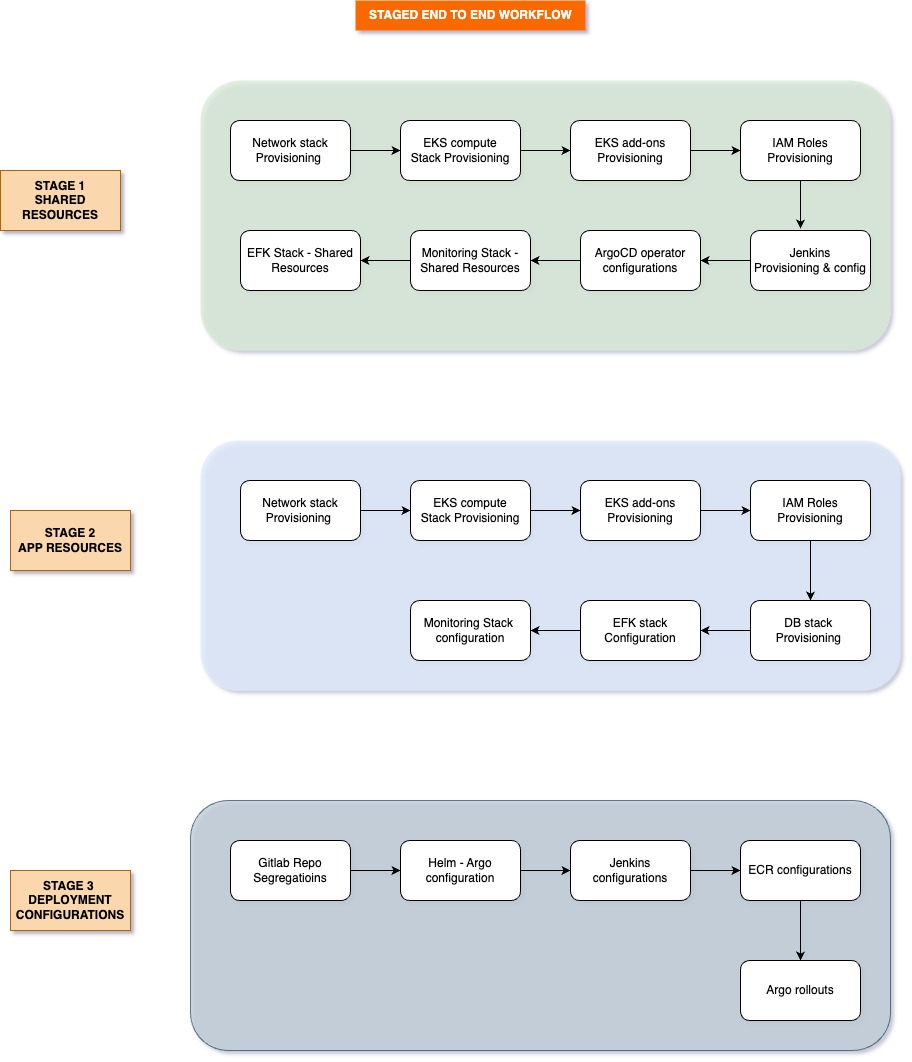 STAGED END TO END WORKFLOW
STAGE 1
SHARED
RESOURCES
Network stack
Provisioning
EKS compute
Stack Provisioning
EKS add-ons
Provisioning
IAM Roles
Provisioning
Jenkins
Provisioning & config
ArgoCD operator
configurations
Monitoring Stack -
Shared Resources
EFK Stack - Shared
Resources
STAGE 2
APP RESOURCES
Network stack
Provisioning
EKS compute
Stack Provisioning
EKS add-ons
Provisioning
IAM Roles
Provisioning
DB stack
Provisioning
EFK stack
Configuration
Monitoring Stack
configuration
STAGE 3
DEPLOYMENT
CONFIGURATIONS
Gitlab Repo
Segregatioins
Helm - Argo
configuration
Jenkins
configurations
ECR configurations
Argo rollouts